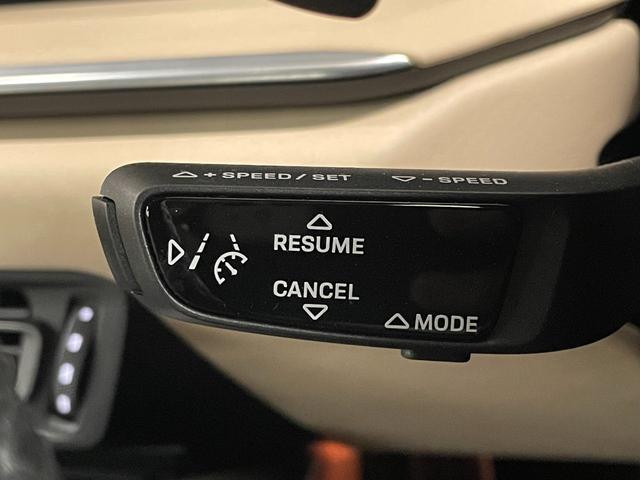 + SPEED / SET - SPEED
RESUME
CANCEL
MODE